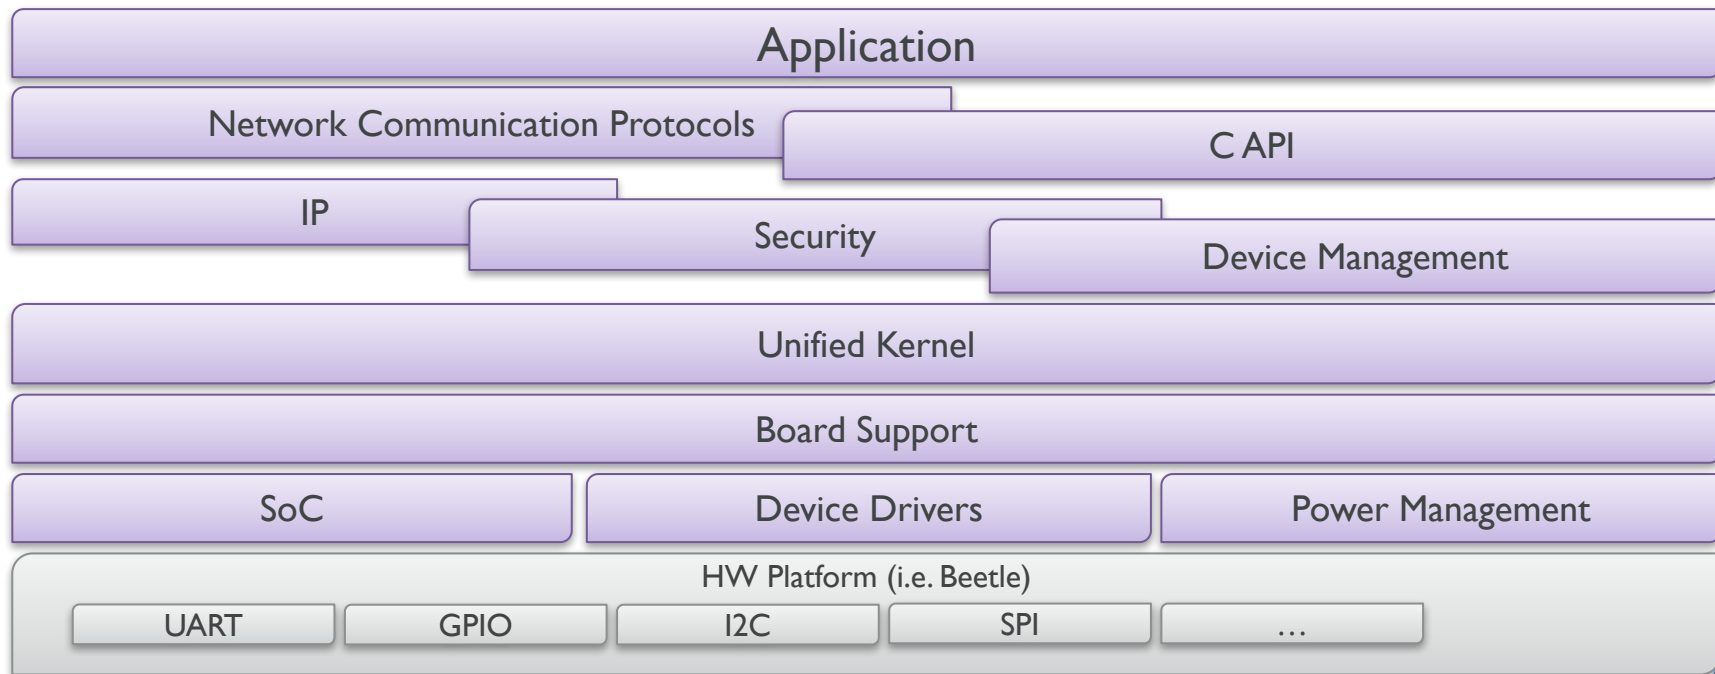 Application
Network Communication Protocols
C API
IP
Security
Device Management
Unified Kernel
Board Support
SoC
Device Drivers
Power Management
HW Platform (i.e. Beetle)
UART
GPIO
I2C
SPI
…